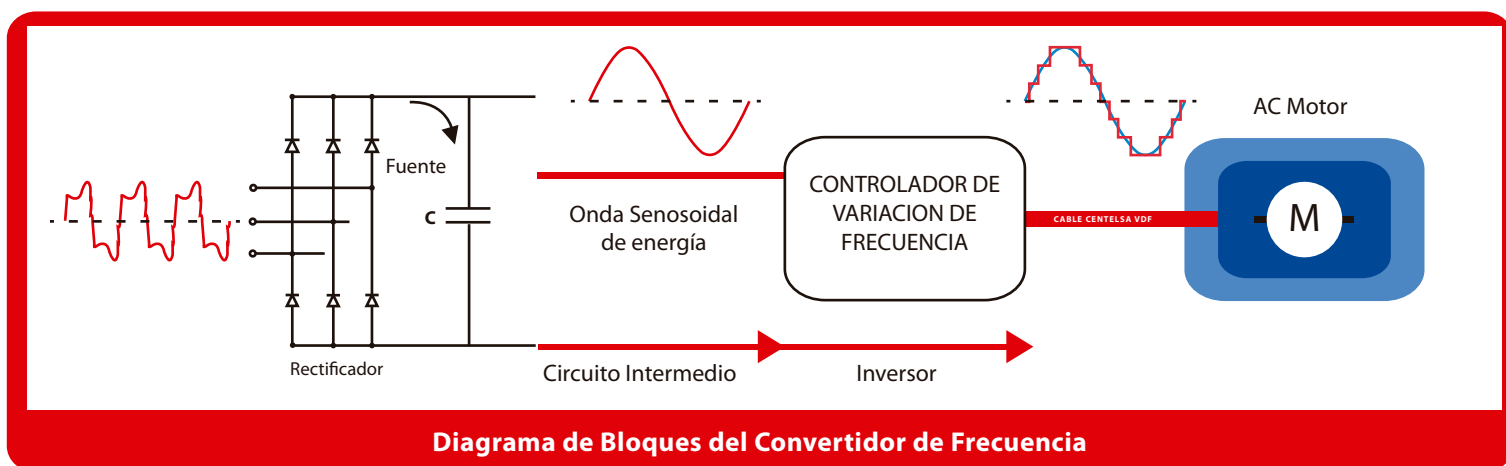 Fuente
C
Rectificador
Onda Senosoidal
de energía
Circuito Intermedio
CONTROLADOR DE
VARIACION DE
FRECUENCIA
Inversor
CABLE CENTELSA VDF
AC Motor
M
Diagrama de Bloques del Convertidor de Frecuencia